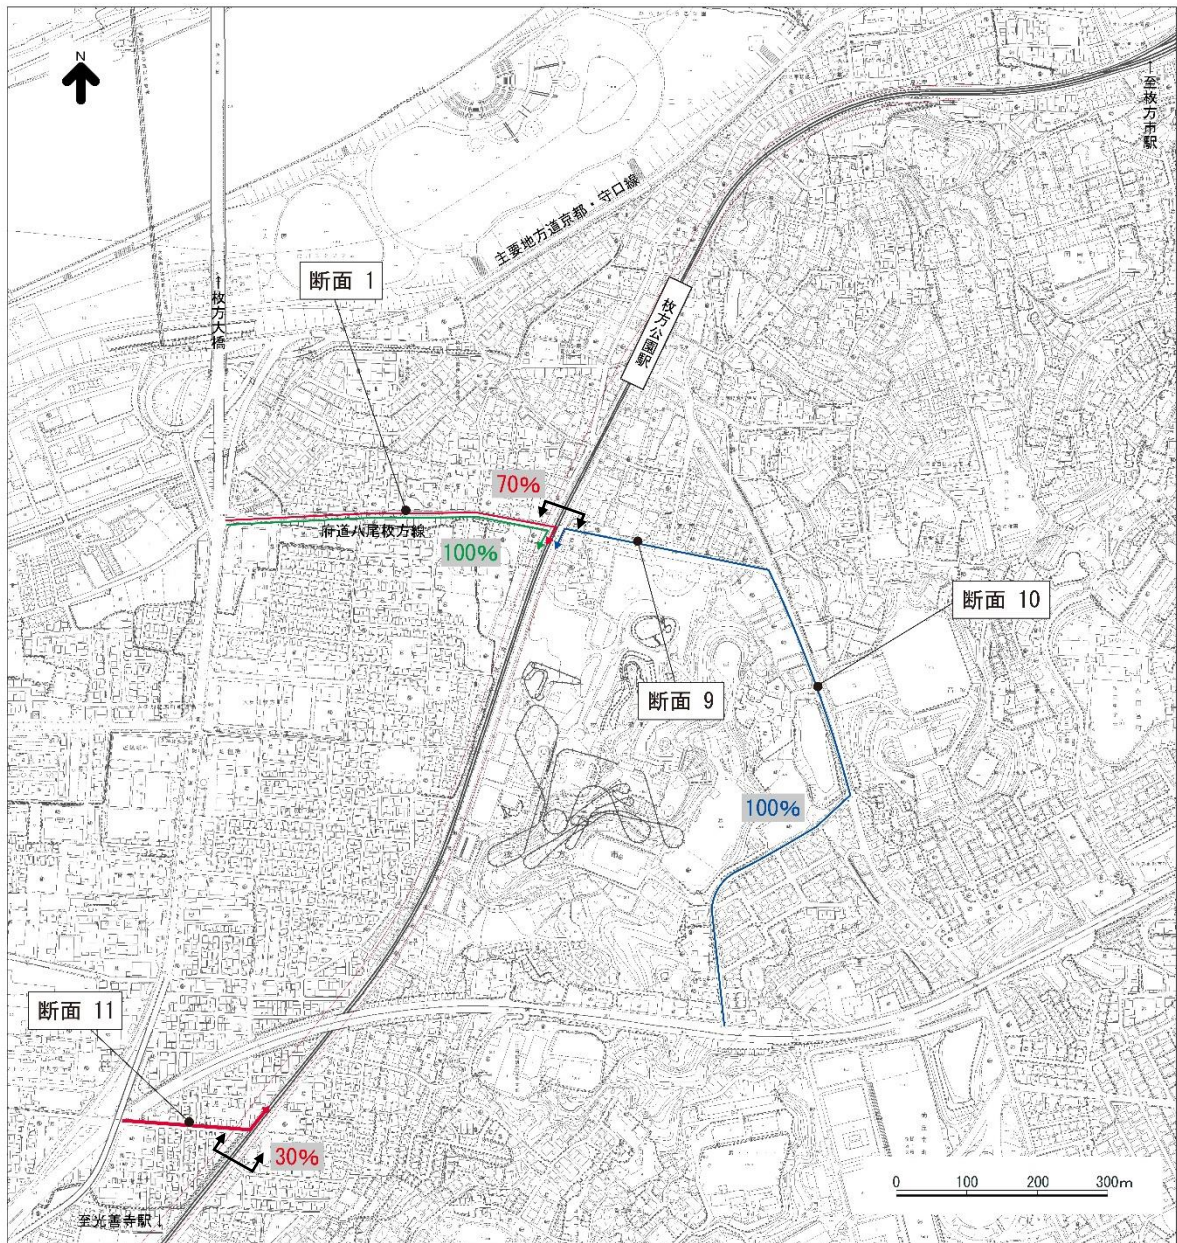 N
↑至枚方市駅
主要地方道京都・守口線
断面 1
↑枚方大橋
枚方公園駅
70%
府道八尾枚方線
100%
断面 10
断面 9
100%
断面 11
30%
0 100 200 300m
至光善寺駅↓